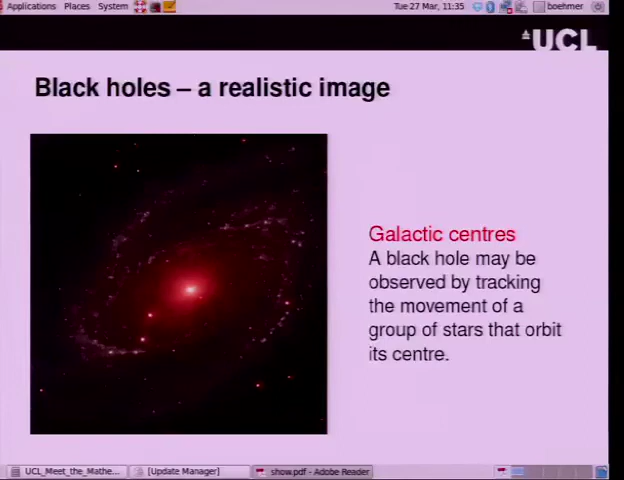 Applications Places System
Tue 27 Mar, 11:35
boehmer
UCL
Black holes – a realistic image
Galactic centres
A black hole may be
observed by tracking
the movement of a
group of stars that orbit
its centre.
UCL_Meet_the_Mathe...
[Update Manager]
show.pdf - Adobe Reader